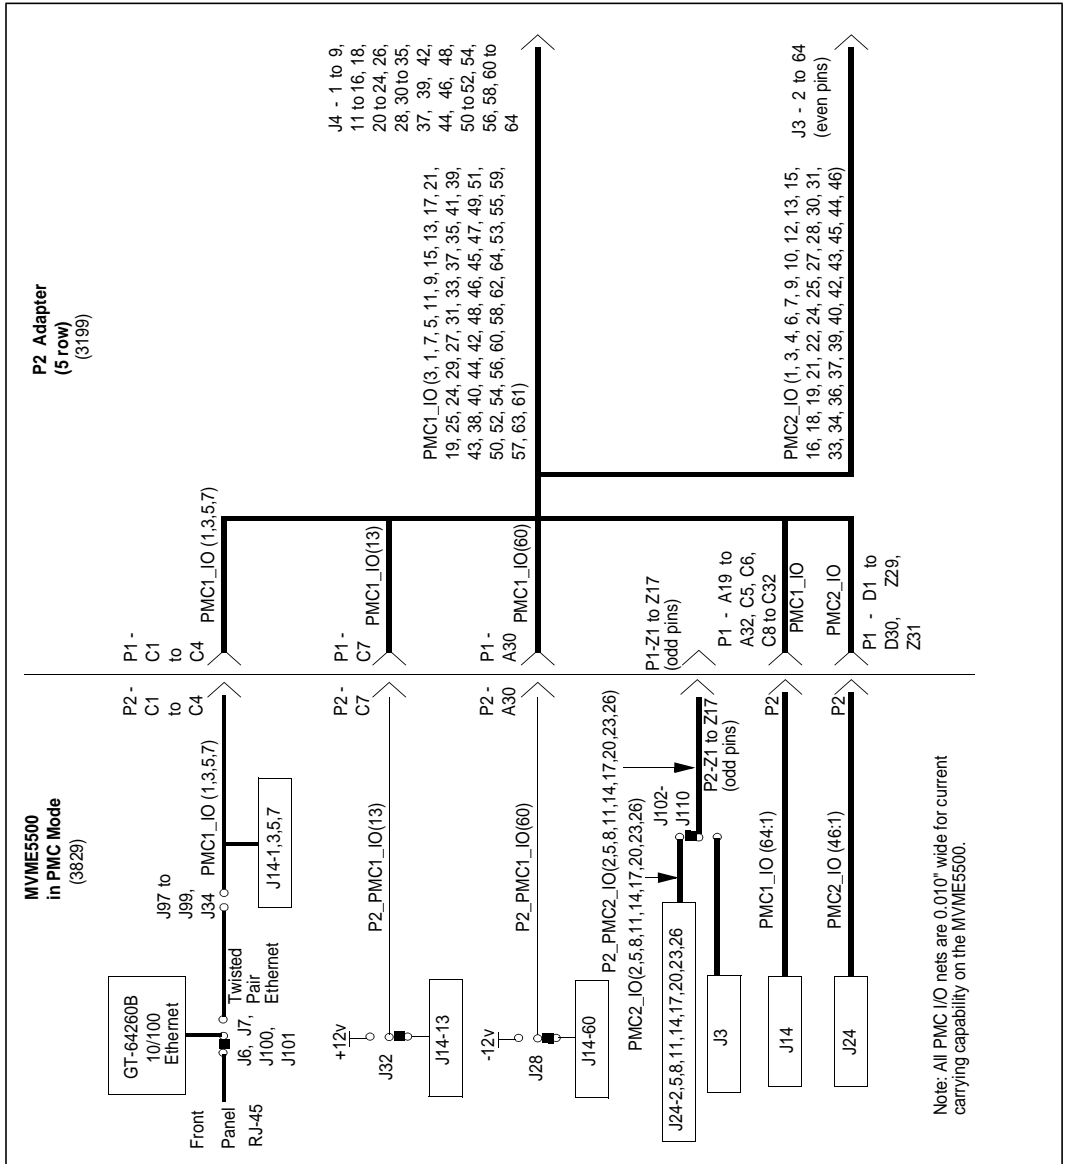 MVME5500
in PMC Mode
(3829)
P2 Adapter
(5 row)
(3199)
GT-64260B
10/100
Ethernet
Front
Panel
RJ-45
J6, J7,
J100,
J101
Twisted
Pair
Ethernet
J97 to
J99,
J34
PMC1_IO (1,3,5,7)
J14-1,3,5,7
P2 -
C1
to
C4
P1 -
C1
to
C4
PMC1_IO (1,3,5,7)
+12v
J32
J14-13
P2_PMC1_IO(13)
P2 -
C7
P1 -
C7
PMC1_IO(13)
-12v
J28
J14-60
P2_PMC1_IO(60)
P2 -
A30
P1 -
A30
PMC1_IO(60)
P2_PMC2_IO(2,5,8,11,14,17,20,23,26)
PMC2_IO(2,5,8,11,14,17,20,23,26)
J24-2,5,8,11,14,17,20,23,26
J102-
J110
P2-Z1 to Z17
(odd pins)
P1-Z1 to Z17
(odd pins)
J3
J14
PMC1_IO (64:1)
P2
P1 - A19 to
A32, C5, C6,
C8 to C32
PMC1_IO
J24
PMC2_IO (46:1)
P2
PMC2_IO
P1 - D1 to
D30, Z29,
Z31
PMC1_IO (3, 1, 7, 5, 11, 9, 15, 13, 17, 21,
19, 25, 24, 29, 27, 31, 33, 37, 35, 41, 39,
43, 38, 40, 44, 42, 48, 46, 45, 47, 49, 51,
50, 52, 54, 56, 60, 58, 62, 64, 53, 55, 59,
57, 63, 61)
J4 - 1 to 9,
11 to 16, 18,
20 to 24, 26,
28, 30 to 35,
37, 39, 42,
44, 46, 48,
50 to 52, 54,
56, 58, 60 to
64
PMC2_IO (1, 3, 4, 6, 7, 9, 10, 12, 13, 15,
16, 18, 19, 21, 22, 24, 25, 27, 28, 30, 31,
33, 34, 36, 37, 39, 40, 42, 43, 45, 44, 46)
J3 - 2 to 64
(even pins)
Note: All PMC I/O nets are 0.010" wide for current
carrying capability on the MVME5500.